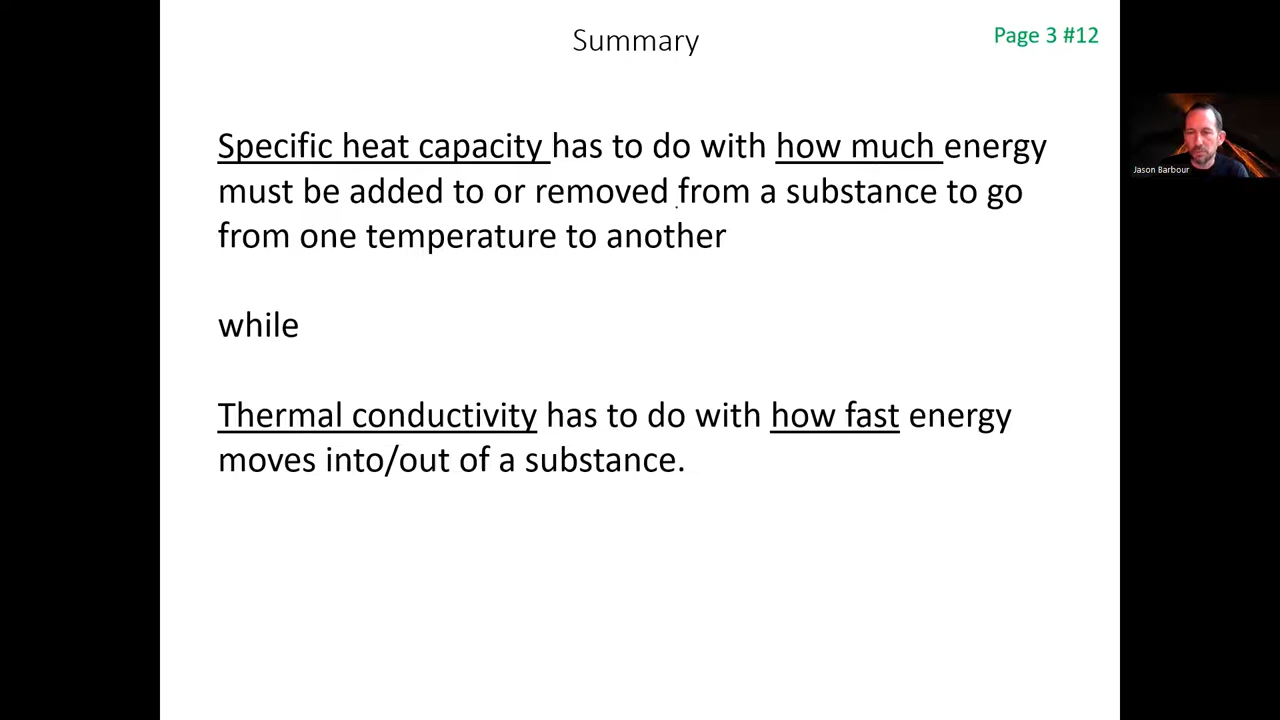 Summary
Page 3 #12
Specific heat capacity has to do with how much energy
must be added to or removed from a substance to go
from one temperature to another
while
Thermal conductivity has to do with how fast energy
moves into/out of a substance.
Jason Barbour